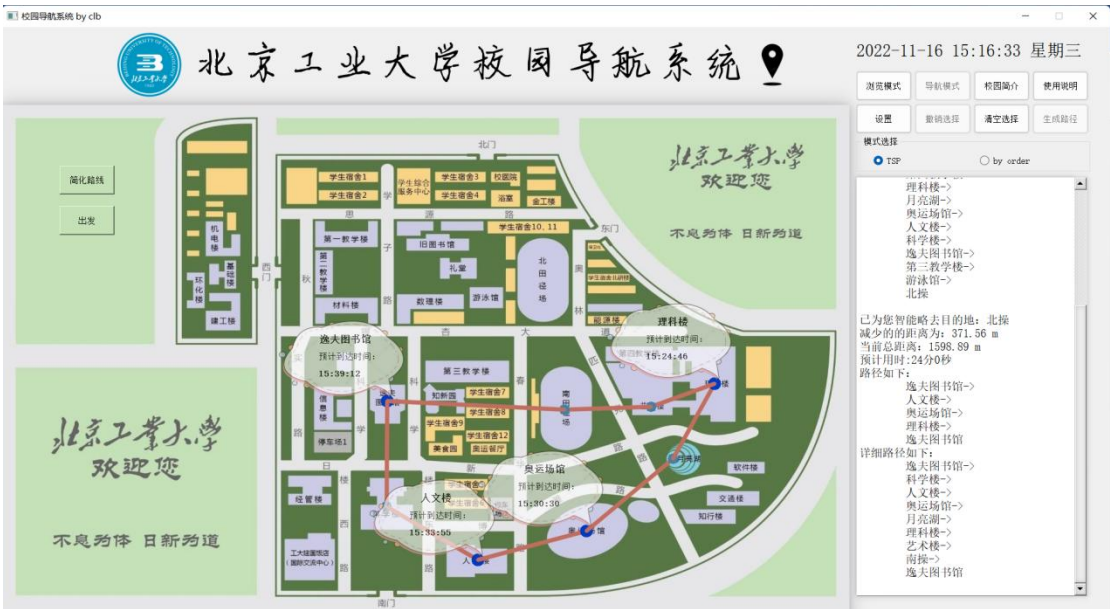 校园导航系统 by clb
北京工业大学校园导航系统
2022-11-16 15:16:33 星期三
浏览模式 导航模式 校园简介 使用说明
设置 撤销选择 清空选择 生成路径
模式选择
TSP by order
简化路线
出发
北京工业大学
欢迎您
不息为体 日新为道
北门
学生宿舍1
学生宿舍2
学生综合
服务中心
学生宿舍3
校医院
学生宿舍4
浴室
金工楼
思 源 路
学生宿舍10、11
东门
机电楼
基础楼
环化楼
建工楼
西门
第一教学楼
第二教学楼
材料楼
旧图书馆
礼堂
数理楼
游泳馆
北田径场
能源楼
逸夫图书馆
预计到达时间:
15:39:12
理科楼
预计到达时间:
15:24:46
信息楼
停车场1
第三教学楼
知新园
学生宿舍7
学生宿舍8
学生宿舍9
学生宿舍12
美食园
奥运餐厅
软件楼
交通楼
知行楼
经管楼
奥运场馆
预计到达时间:
15:30:30
人文楼
预计到达时间:
15:33:55
工大建国饭店
(国际交流中心)
南门
北京工业大学
欢迎您
不息为体 日新为道
理科楼->
月亮湖->
奥运场馆->
人文楼->
科学楼->
逸夫图书馆->
第三教学楼->
游泳馆->
北操
已为您智能略去目的地: 北操
减少的的距离为: 371.56 m
当前总距离: 1598.89 m
预计用时:24分0秒
路径如下:
逸夫图书馆->
人文楼->
奥运场馆->
理科楼->
逸夫图书馆
详细路径如下:
逸夫图书馆->
科学楼->
人文楼->
奥运场馆->
月亮湖->
理科楼->
艺术楼->
南操->
逸夫图书馆